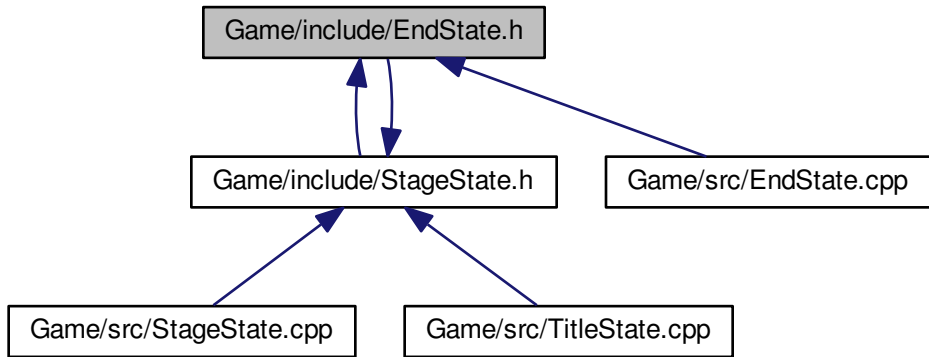 Game/include/EndState.h
Game/include/StageState.h
Game/src/EndState.cpp
Game/src/StageState.cpp
Game/src/TitleState.cpp